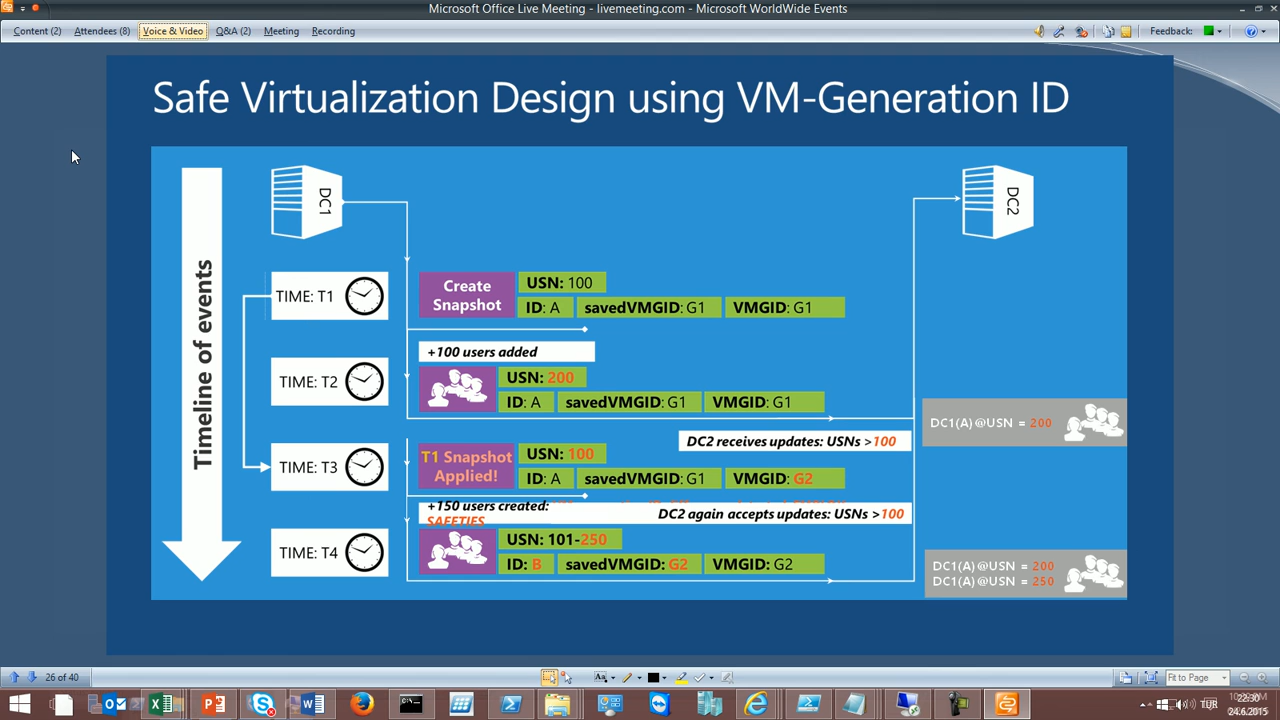 Microsoft Office Live Meeting - livemeeting.com - Microsoft WorldWide Events
Content (2) Attendees (8) Voice & Video Q&A (2) Meeting Recording Feedback:
Safe Virtualization Design using VM-Generation ID
Timeline of events
DC1
DC2
TIME: T1
Create
Snapshot
USN: 100
ID: A savedVMGID: G1 VMGID: G1
+100 users added
TIME: T2
USN: 200
ID: A savedVMGID: G1 VMGID: G1
DC1(A)@USN = 200
DC2 receives updates: USNs >100
TIME: T3
T1 Snapshot
Applied!
USN: 100
ID: A savedVMGID: G1 VMGID: G2
+150 users created:
SAFETIES
DC2 again accepts updates: USNs >100
TIME: T4
USN: 101-250
ID: B savedVMGID: G2 VMGID: G2
DC1(A)@USN = 200
DC1(A)@USN = 250
26 of 40
Fit to Page
TUR
22:30
24.6.2015